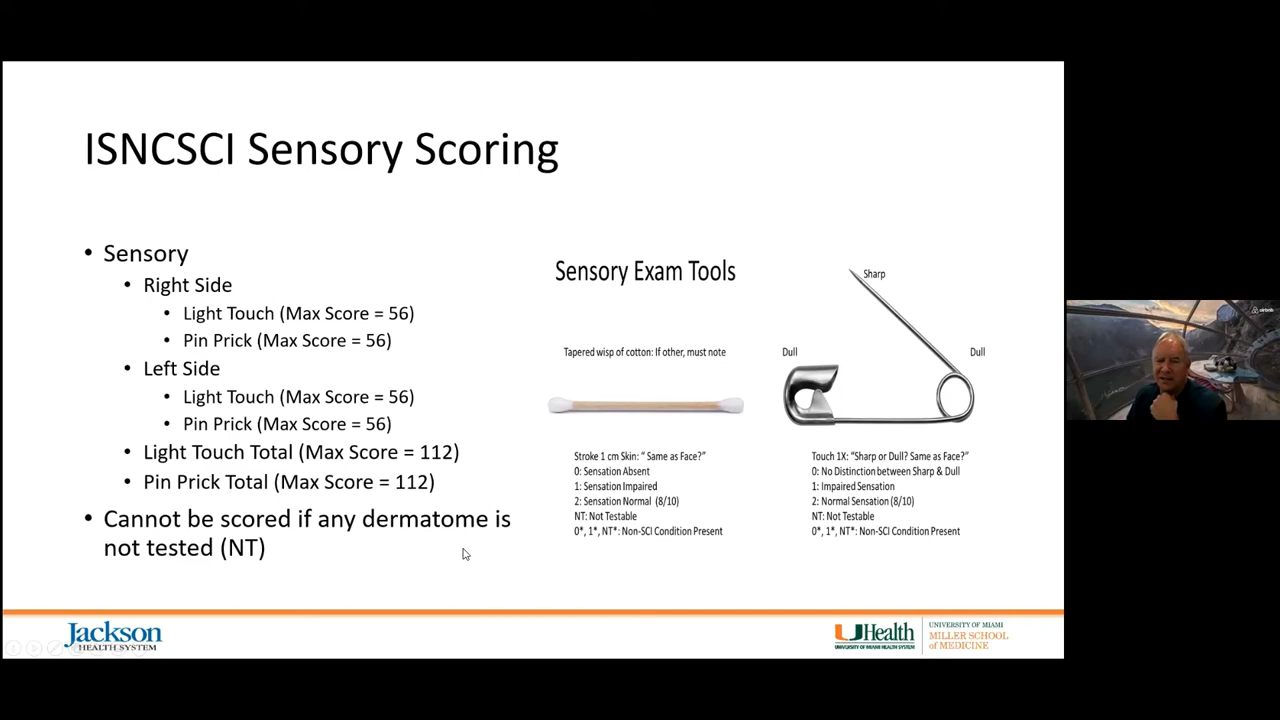 ISNCSCI Sensory Scoring
• Sensory
• Right Side
• Light Touch (Max Score = 56)
• Pin Prick (Max Score = 56)
• Left Side
• Light Touch (Max Score = 56)
• Pin Prick (Max Score = 56)
• Light Touch Total (Max Score = 112)
• Pin Prick Total (Max Score = 112)
• Cannot be scored if any dermatome is
not tested (NT)
Sensory Exam Tools
Tapered wisp of cotton: If other, must note
Stroke 1 cm Skin: “ Same as Face?”
0: Sensation Absent
1: Sensation Impaired
2: Sensation Normal (8/10)
NT: Not Testable
0*, 1*, NT*: Non-SCI Condition Present
Sharp
Dull
Dull
Touch 1X: “Sharp or Dull? Same as Face?”
0: No Distinction between Sharp & Dull
1: Impaired Sensation
2: Normal Sensation (8/10)
NT: Not Testable
0*, 1*, NT*: Non-SCI Condition Present
Jackson
HEALTH SYSTEM
UHealth
UNIVERSITY OF MIAMI HEALTH SYSTEM
UNIVERSITY OF MIAMI
MILLER SCHOOL
of MEDICINE
airbnb